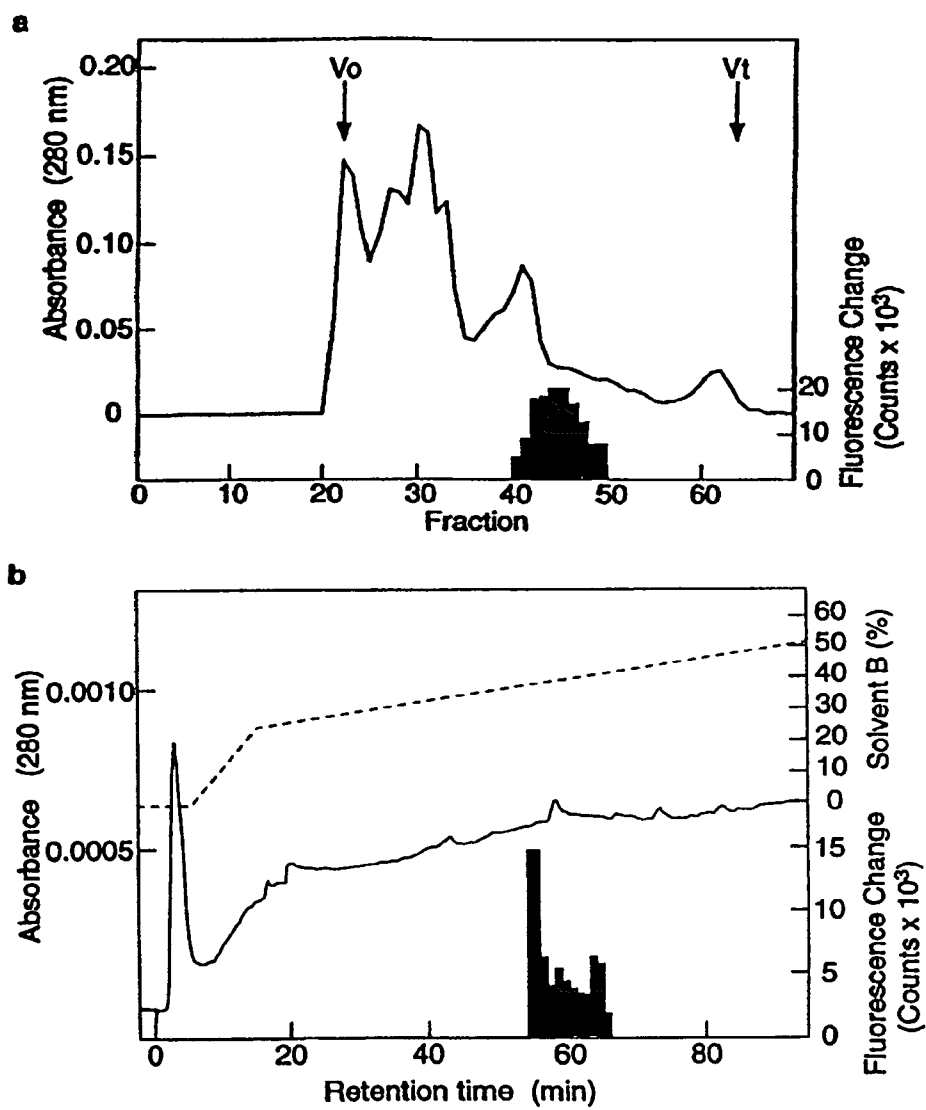 a
Absorbance (280 nm)
0.20
0.15
0.10
0.05
0
Vo
Vt
Fluorescence Change
(Counts x 10³)
20
10
0
0 10 20 30 40 50 60
Fraction
b
Absorbance (280 nm)
0.0010
0.0005
60
50
40
30
20
10
0
Solvent B (%)
15
10
5
0
Fluorescence Change
(Counts x 10³)
0 20 40 60 80
Retention time (min)